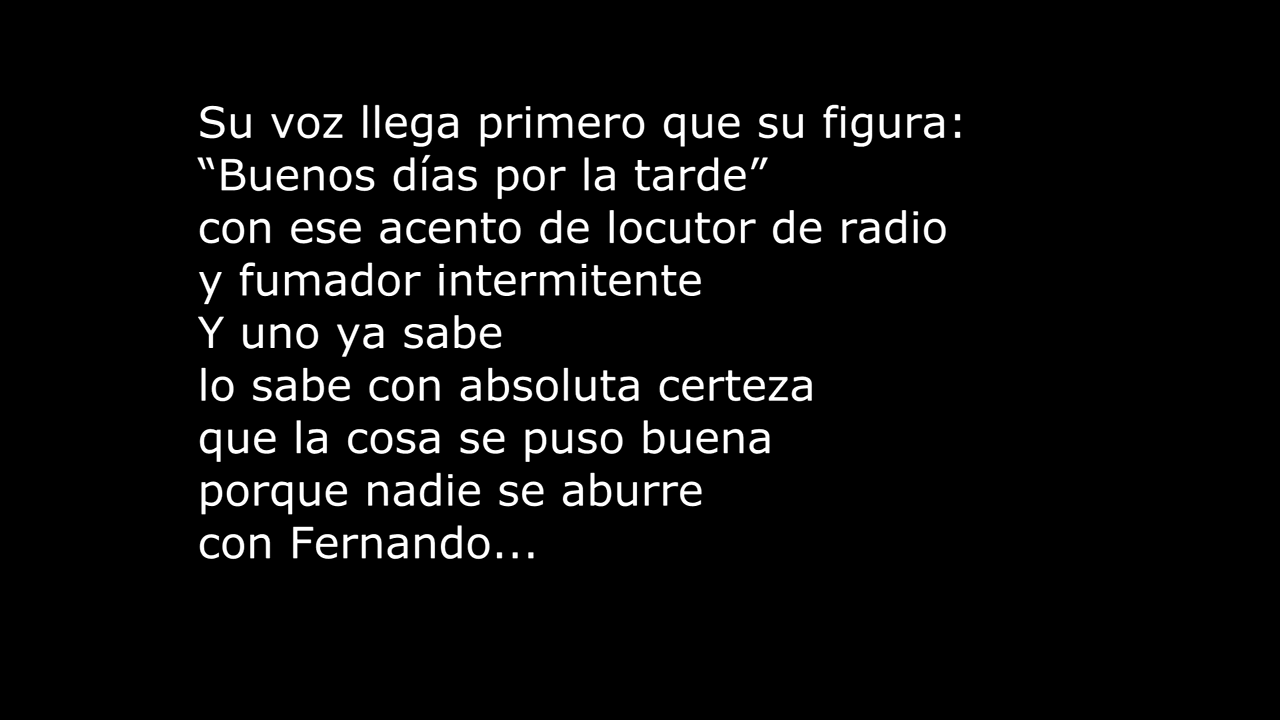 Su voz llega primero que su figura:
“Buenos días por la tarde”
con ese acento de locutor de radio
y fumador intermitente
Y uno ya sabe
lo sabe con absoluta certeza
que la cosa se puso buena
porque nadie se aburre
con Fernando...